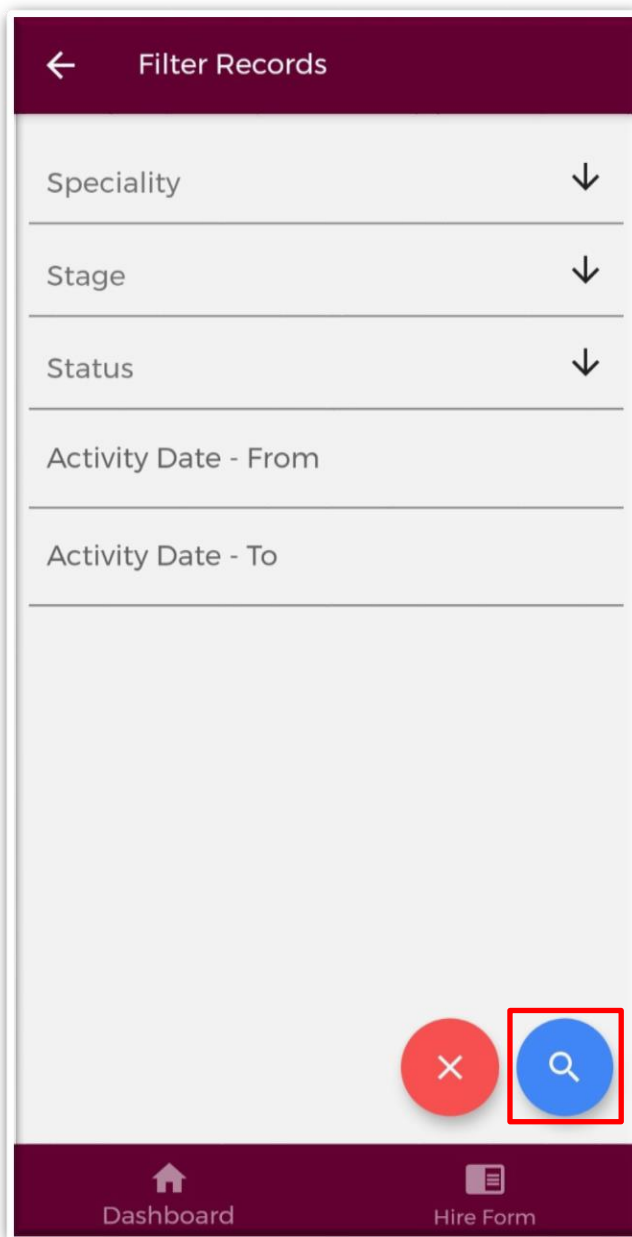 Filter Records
Speciality
Stage
Status
Activity Date - From
Activity Date - To
Dashboard
Hire Form